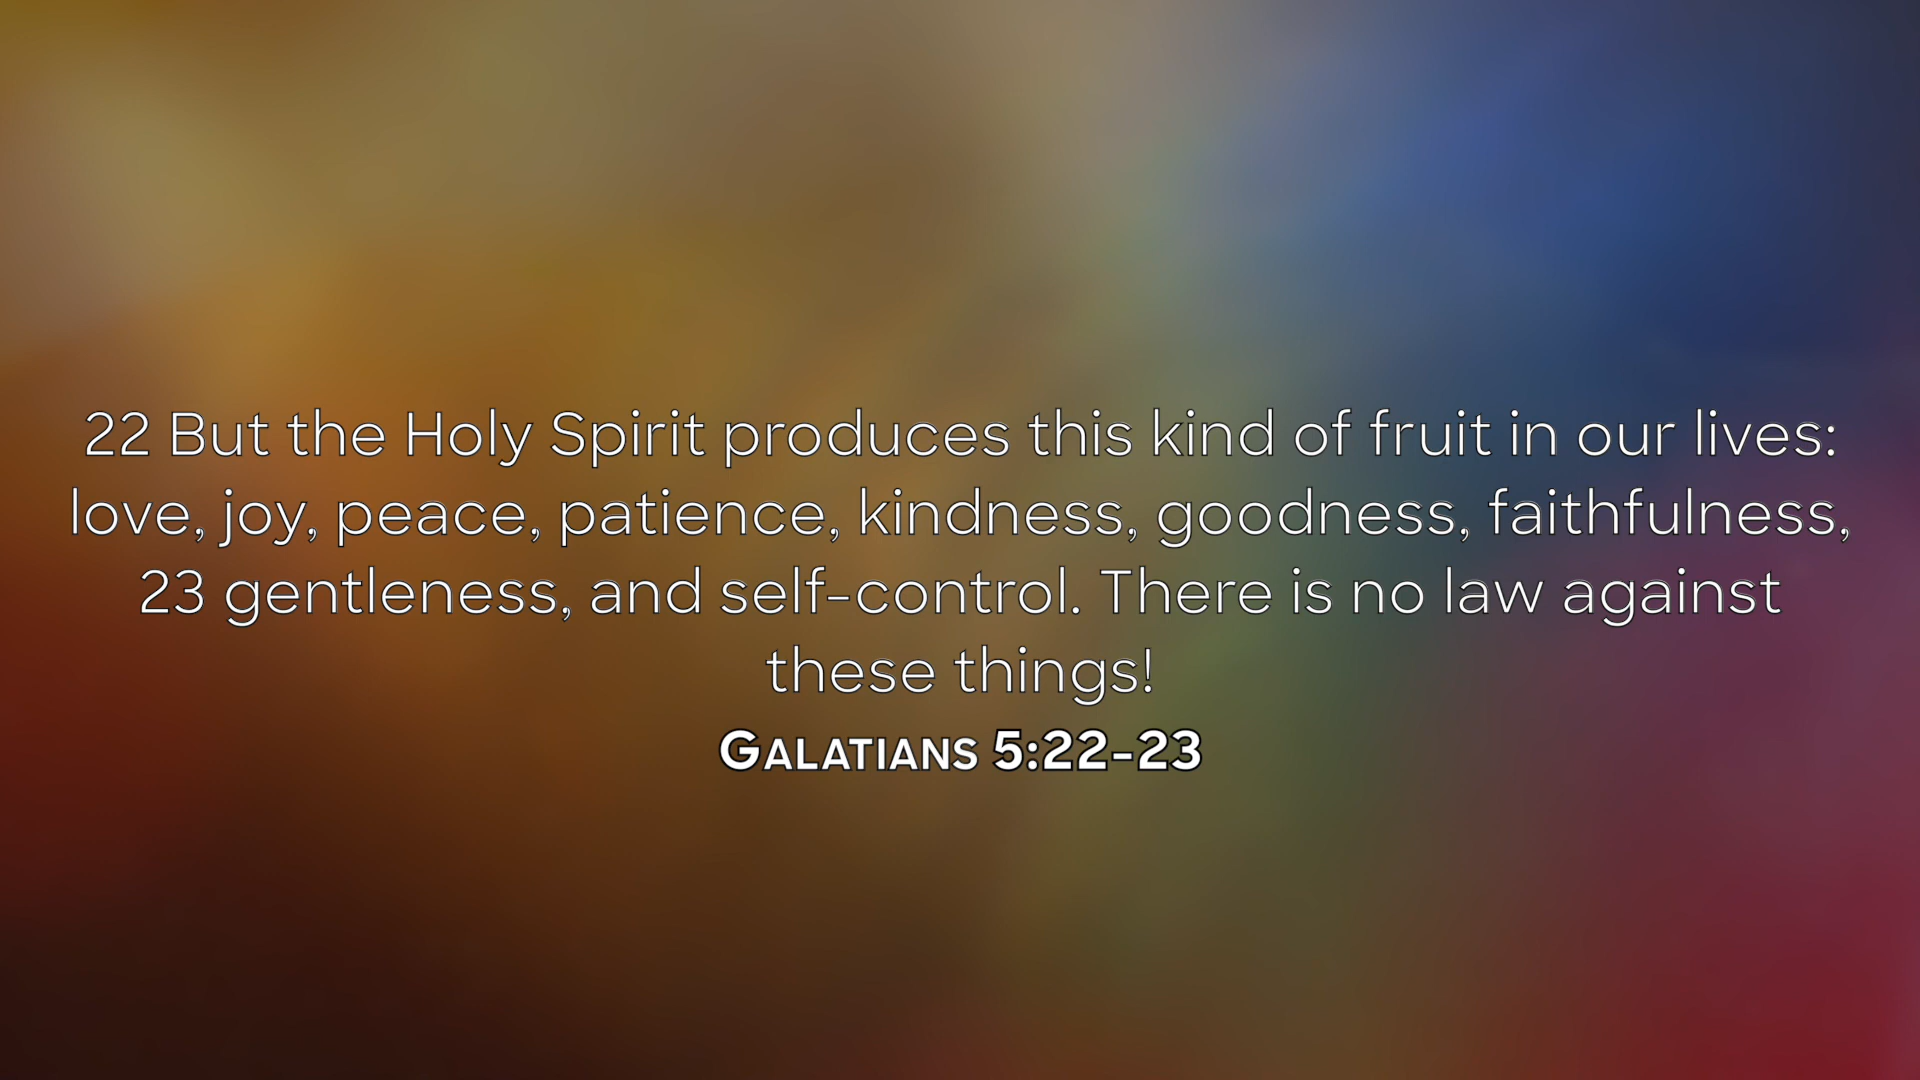 22 But the Holy Spirit produces this kind of fruit in our lives:
love, joy, peace, patience, kindness, goodness, faithfulness,
23 gentleness, and self-control. There is no law against
these things!
Galatians 5:22-23